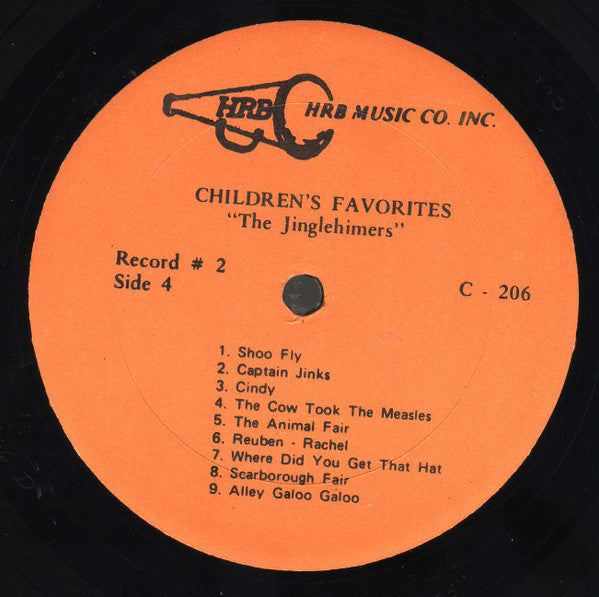 HRB HRB MUSIC CO. INC.
CHILDREN'S FAVORITES
"The Jinglehimers"
Record # 2
Side 4
C - 206
1. Shoo Fly
2. Captain Jinks
3. Cindy
4. The Cow Took The Measles
5. The Animal Fair
6. Reuben - Rachel
7. Where Did You Get That Hat
8. Scarborough Fair
9. Alley Galoo Galoo